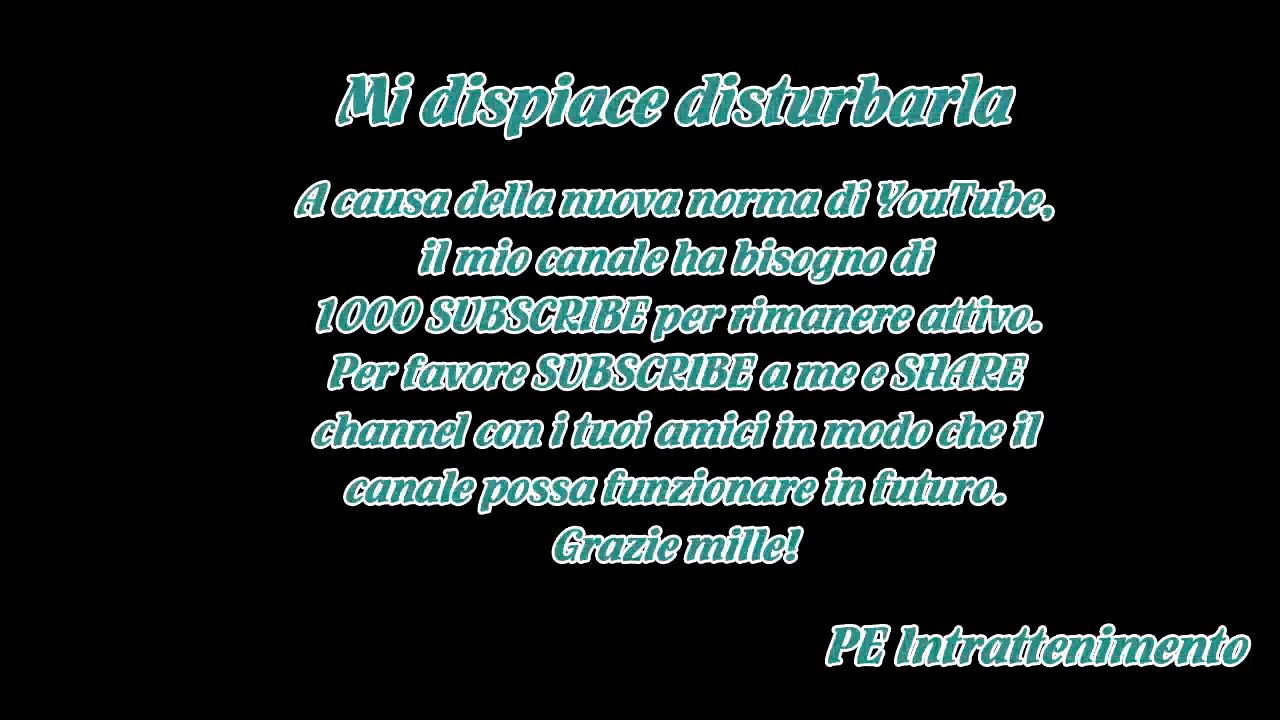 Mi dispiace disturbarla
A causa della nuova norma di YouTube,
il mio canale ha bisogno di
1000 SUBSCRIBE per rimanere attivo.
Per favore SUBSCRIBE a me e SHARE
channel con i tuoi amici in modo che il
canale possa funzionare in futuro.
Grazie mille!
PE Intrattenimento